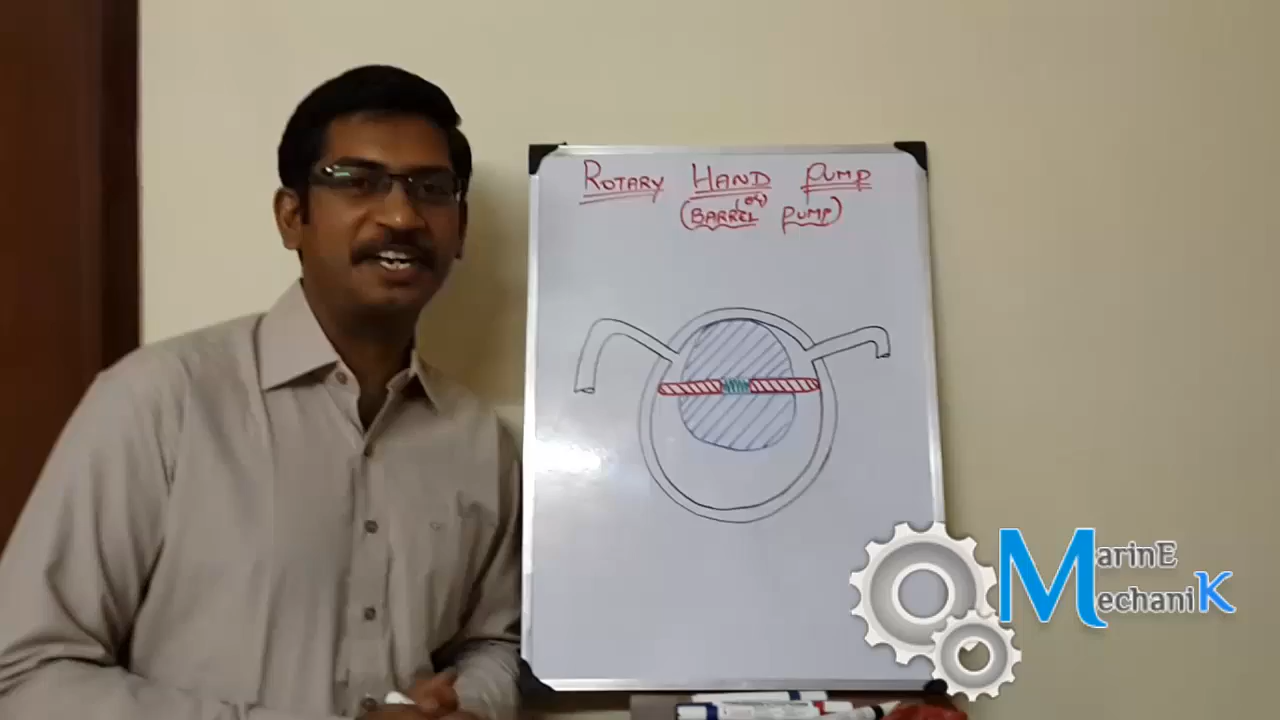 ROTARY HAND PUMP
(or)
(BARREL PUMP)
MarinE
MechaniK